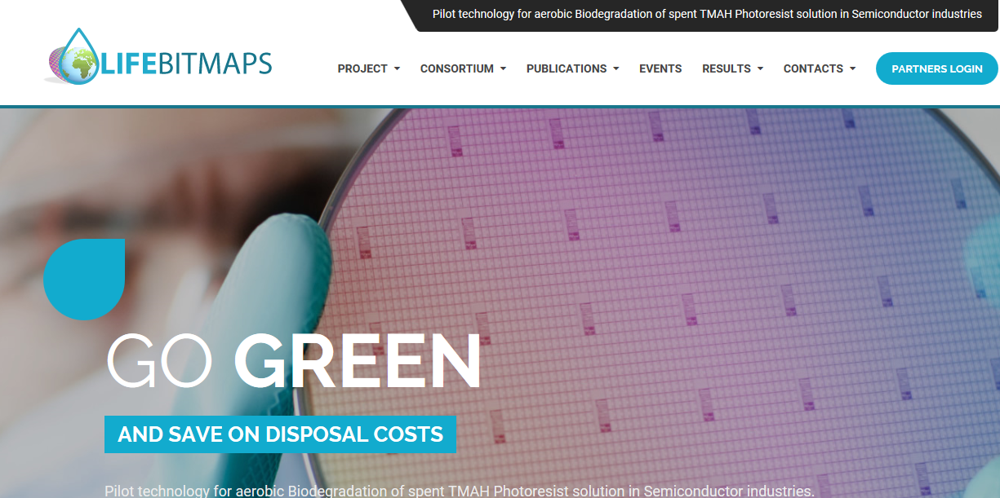 Pilot technology for aerobic Biodegradation of spent TMAH Photoresist solution in Semiconductor industries
LIFEBITMAPS
PROJECT CONSORTIUM PUBLICATIONS EVENTS RESULTS CONTACTS PARTNERS LOGIN
GO GREEN
AND SAVE ON DISPOSAL COSTS
Pilot technology for aerobic Biodegradation of spent TMAH Photoresist solution in Semiconductor industries.